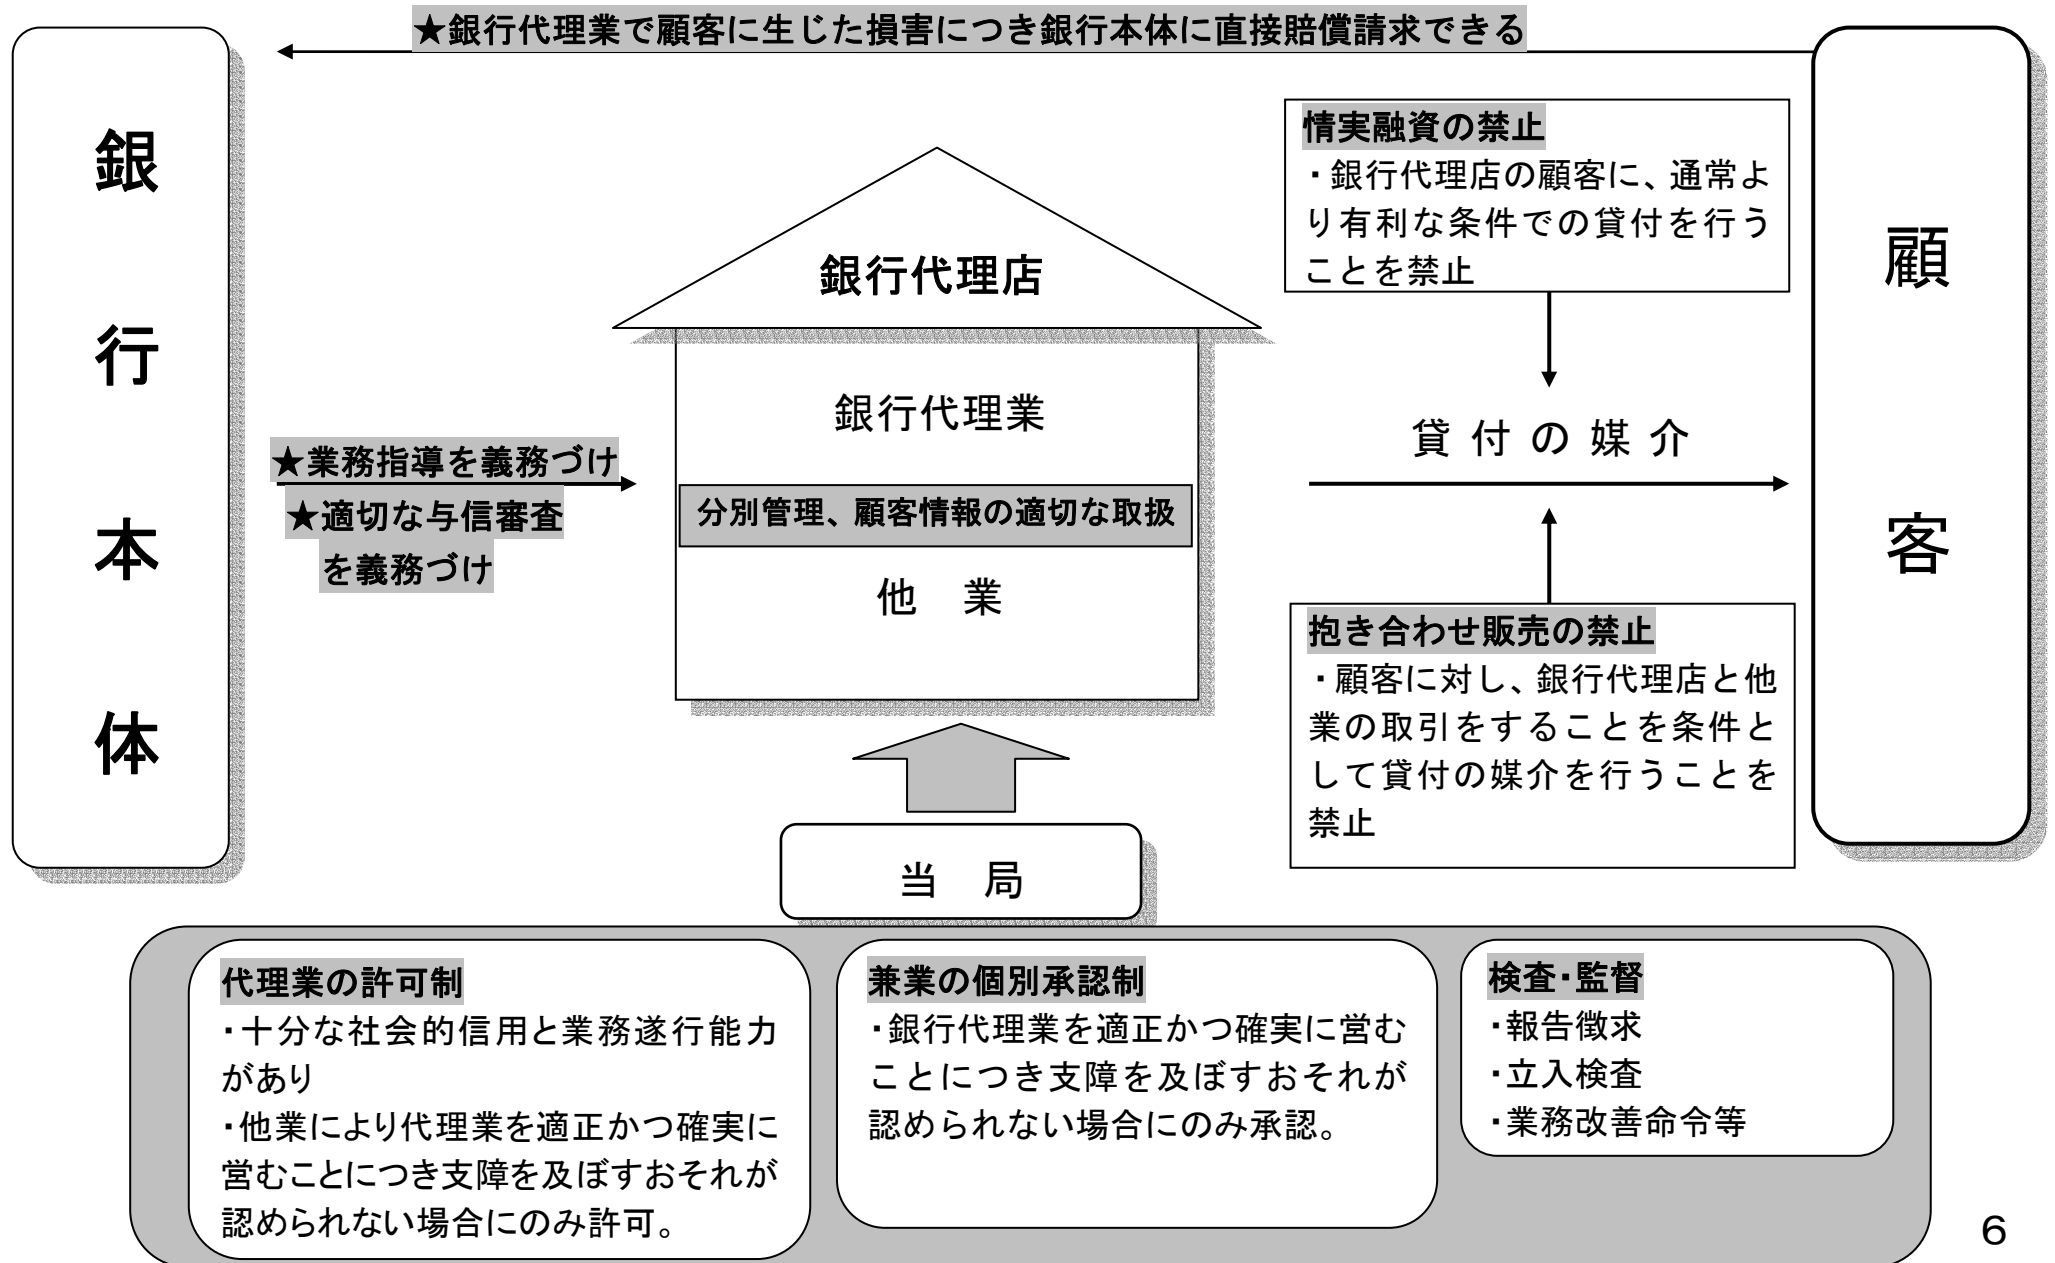 ★銀行代理業で顧客に生じた損害につき銀行本体に直接賠償請求できる
銀
行
本
体
★業務指導を義務づけ
★適切な与信審査
を義務づけ
銀行代理店
銀行代理業
分別管理、顧客情報の適切な取扱
他　業
情実融資の禁止
・銀行代理店の顧客に、通常よ
り有利な条件での貸付を行う
ことを禁止
貸付の媒介
抱き合わせ販売の禁止
・顧客に対し、銀行代理店と他
業の取引をすることを条件と
して貸付の媒介を行うことを
禁止
顧
客
当　局
代理業の許可制
・十分な社会的信用と業務遂行能力
があり
・他業により代理業を適正かつ確実に
営むことにつき支障を及ぼすおそれが
認められない場合にのみ許可。
兼業の個別承認制
・銀行代理業を適正かつ確実に営む
ことにつき支障を及ぼすおそれが
認められない場合にのみ承認。
検査・監督
・報告徴求
・立入検査
・業務改善命令等
6